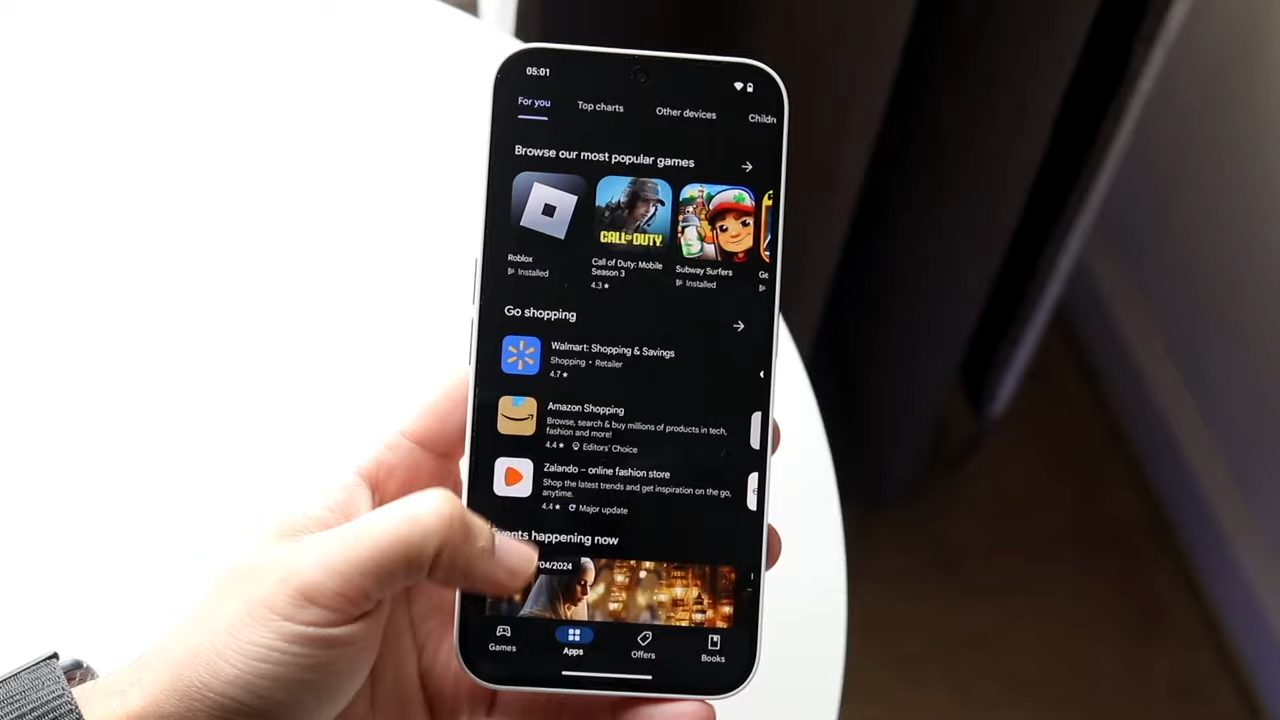 05:01
For you
Top charts
Other devices
Childre
Browse our most popular games
CALL OF DUTY.
Roblox
Installed
Call of Duty: Mobile
Season 3
4.3 ★
Subway Surfers
Installed
Ge
Go shopping
Walmart: Shopping & Savings
Shopping • Retailer
4.7 ★
Amazon Shopping
Browse, search & buy millions of products in tech,
fashion and more!
4.4 ★ Editors' Choice
Zalando – online fashion store
Shop the latest trends and get inspiration on the go,
anytime.
4.4 ★ Major update
vents happening now
/04/2024
Games
Apps
Offers
Books